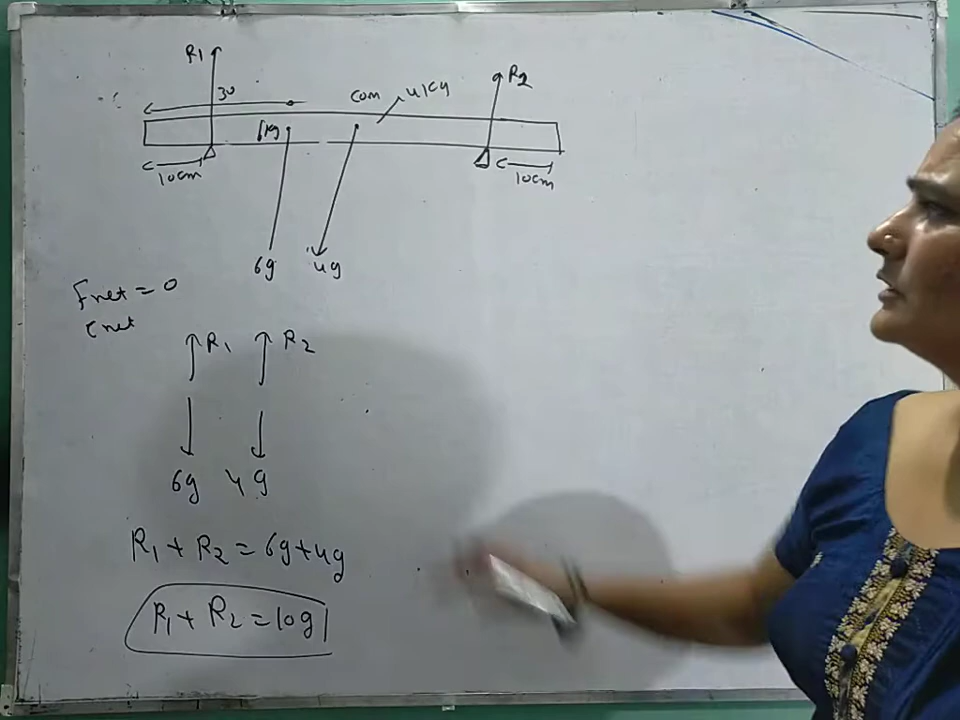 R1
R2
30
com
4kg
6kg
10cm
10cm
6g
4g
Fnet = 0
τnet
R1
R2
6g
4g
R1 + R2 = 6g + 4g
R1 + R2 = 10g